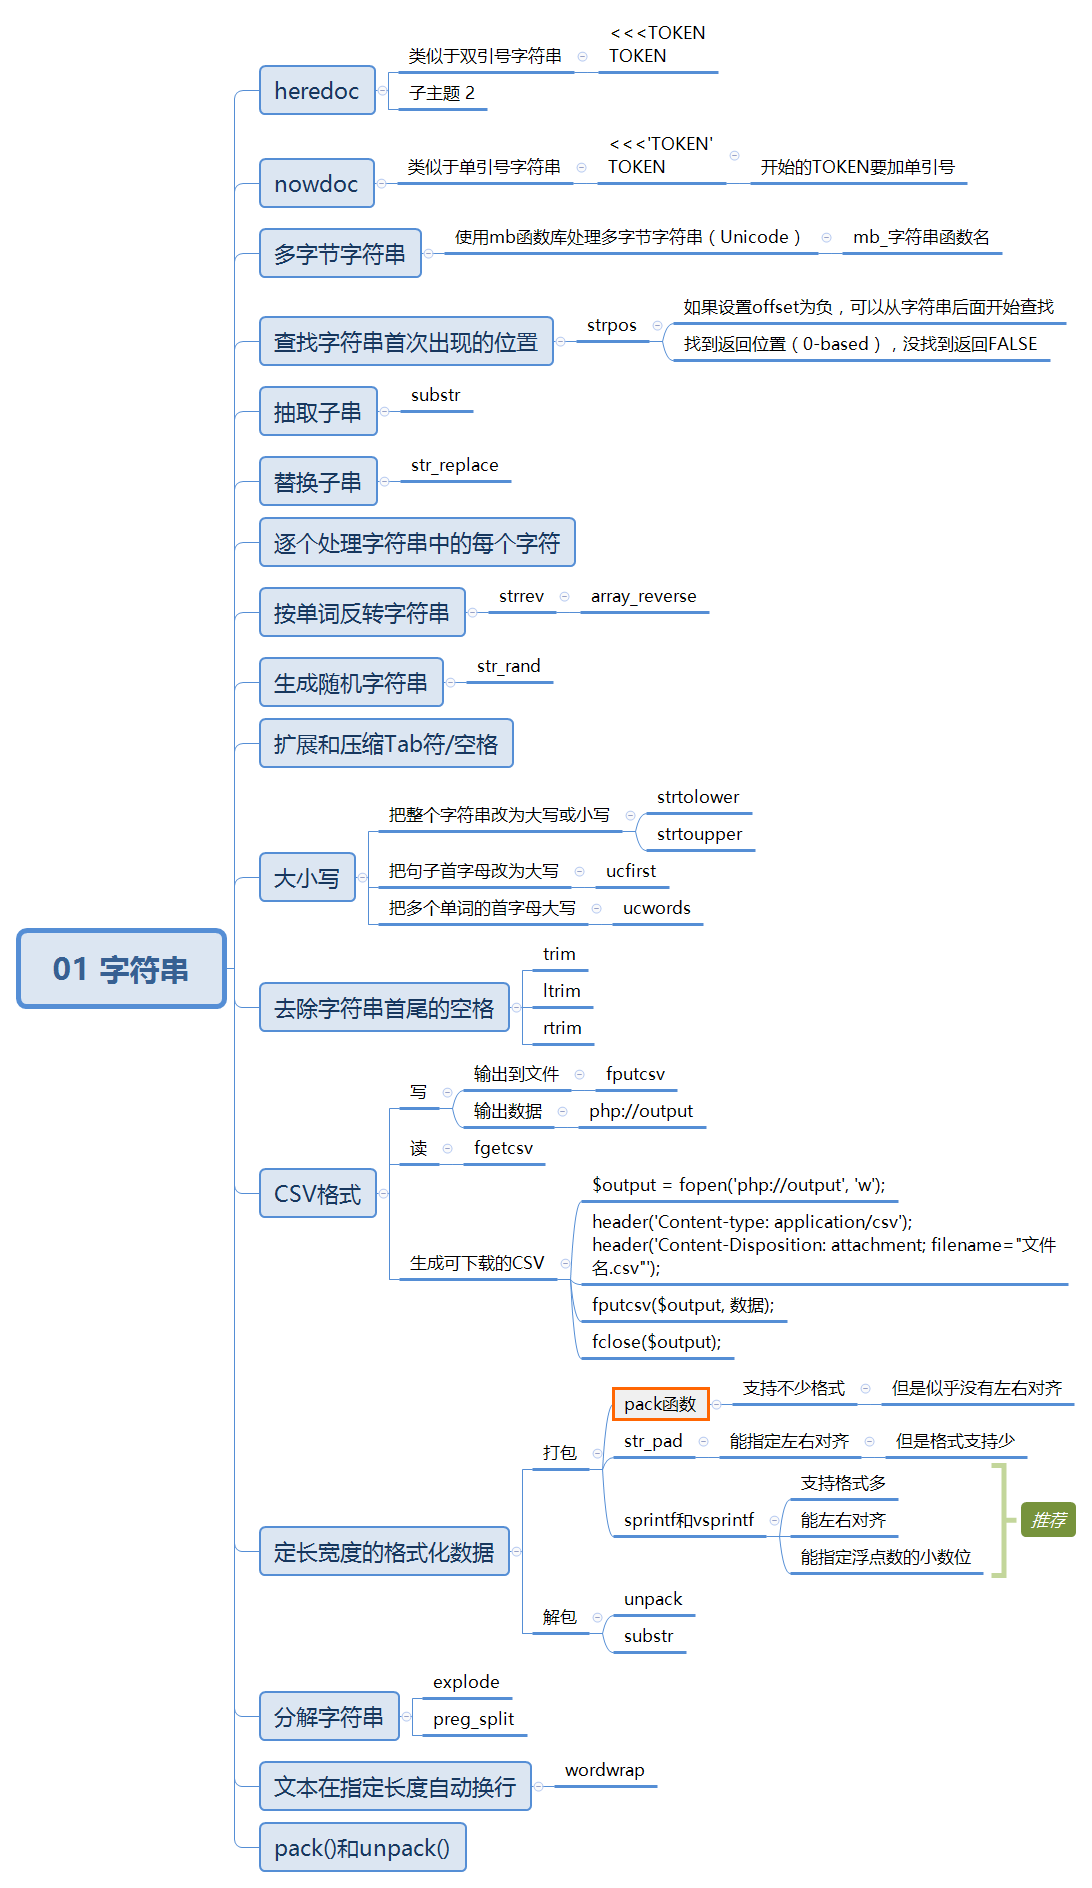 01 字符串
heredoc
类似于双引号字符串
<<<TOKEN
TOKEN
子主题 2
nowdoc
类似于单引号字符串
<<<'TOKEN'
TOKEN
开始的TOKEN要加单引号
多字节字符串
使用mb函数库处理多字节字符串（Unicode）
mb_字符串函数名
查找字符串首次出现的位置
strpos
如果设置offset为负，可以从字符串后面开始查找
找到返回位置（0-based），没找到返回FALSE
抽取子串
substr
替换子串
str_replace
逐个处理字符串中的每个字符
按单词反转字符串
strrev
array_reverse
生成随机字符串
str_rand
扩展和压缩Tab符/空格
大小写
把整个字符串改为大写或小写
strtolower
strtoupper
把句子首字母改为大写
ucfirst
把多个单词的首字母大写
ucwords
去除字符串首尾的空格
trim
ltrim
rtrim
CSV格式
写
输出到文件
fputcsv
输出数据
php://output
读
fgetcsv
生成可下载的CSV
$output = fopen('php://output', 'w');
header('Content-type: application/csv');
header('Content-Disposition: attachment; filename="文件
名.csv"');
fputcsv($output, 数据);
fclose($output);
定长宽度的格式化数据
打包
pack函数
支持不少格式
但是似乎没有左右对齐
str_pad
能指定左右对齐
但是格式支持少
sprintf和vsprintf
支持格式多
能左右对齐
能指定浮点数的小数位
推荐
解包
unpack
substr
分解字符串
explode
preg_split
文本在指定长度自动换行
wordwrap
pack()和unpack()